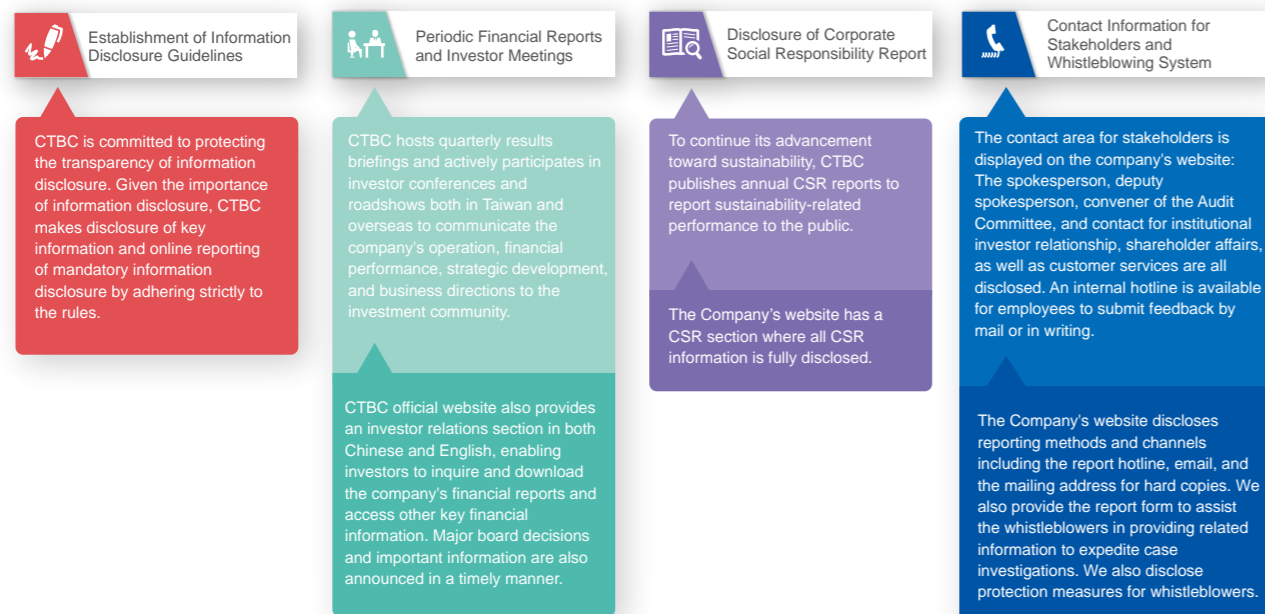 Establishment of Information
Disclosure Guidelines
CTBC is committed to protecting
the transparency of information
disclosure. Given the importance
of information disclosure, CTBC
makes disclosure of key
information and online reporting
of mandatory information
disclosure by adhering strictly to
the rules.
Periodic Financial Reports
and Investor Meetings
CTBC hosts quarterly results
briefings and actively participates in
investor conferences and
roadshows both in Taiwan and
overseas to communicate the
company's operation, financial
performance, strategic development,
and business directions to the
investment community.
CTBC official website also provides
an investor relations section in both
Chinese and English, enabling
investors to inquire and download
the company's financial reports and
access other key financial
information. Major board decisions
and important information are also
announced in a timely manner.
Disclosure of Corporate
Social Responsibility Report
To continue its advancement
toward sustainability, CTBC
publishes annual CSR reports to
report sustainability-related
performance to the public.
The Company's website has a
CSR section where all CSR
information is fully disclosed.
Contact Information for
Stakeholders and
Whistleblowing System
The contact area for stakeholders is
displayed on the company's website:
The spokesperson, deputy
spokesperson, convener of the Audit
Committee, and contact for institutional
investor relationship, shareholder affairs,
as well as customer services are all
disclosed. An internal hotline is available
for employees to submit feedback by
mail or in writing.
The Company's website discloses
reporting methods and channels
including the report hotline, email, and
the mailing address for hard copies. We
also provide the report form to assist
the whistleblowers in providing related
information to expedite case
investigations. We also disclose
protection measures for whistleblowers.